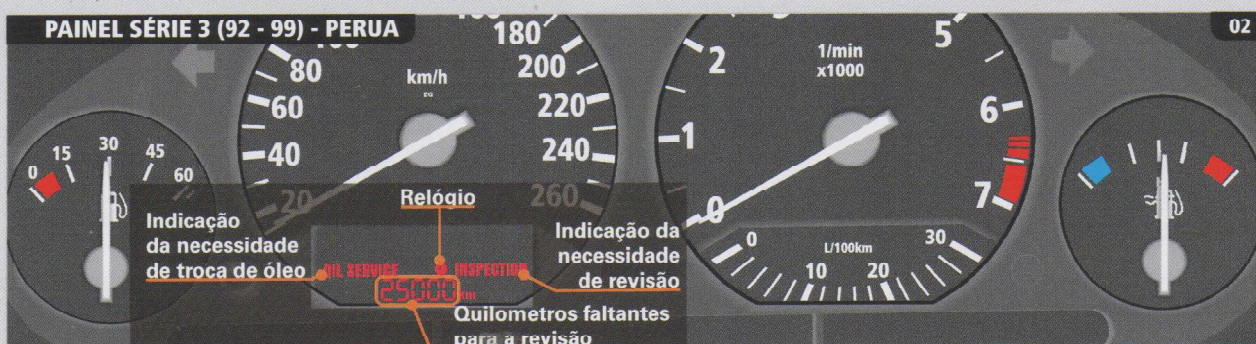 PAINEL SÉRIE 3 (92 - 99) - PERUA
02
0
15
30
45
60
km/h
20
40
60
80
180
200
220
240
260
1/min
x1000
0
1
2
5
6
7
L/100km
0
10
20
30
Relógio
Indicação
da necessidade
de troca de óleo
Indicação da
necessidade
de revisão
OIL SERVICE
INSPECTION
25000 km
Quilometros faltantes
para a revisão